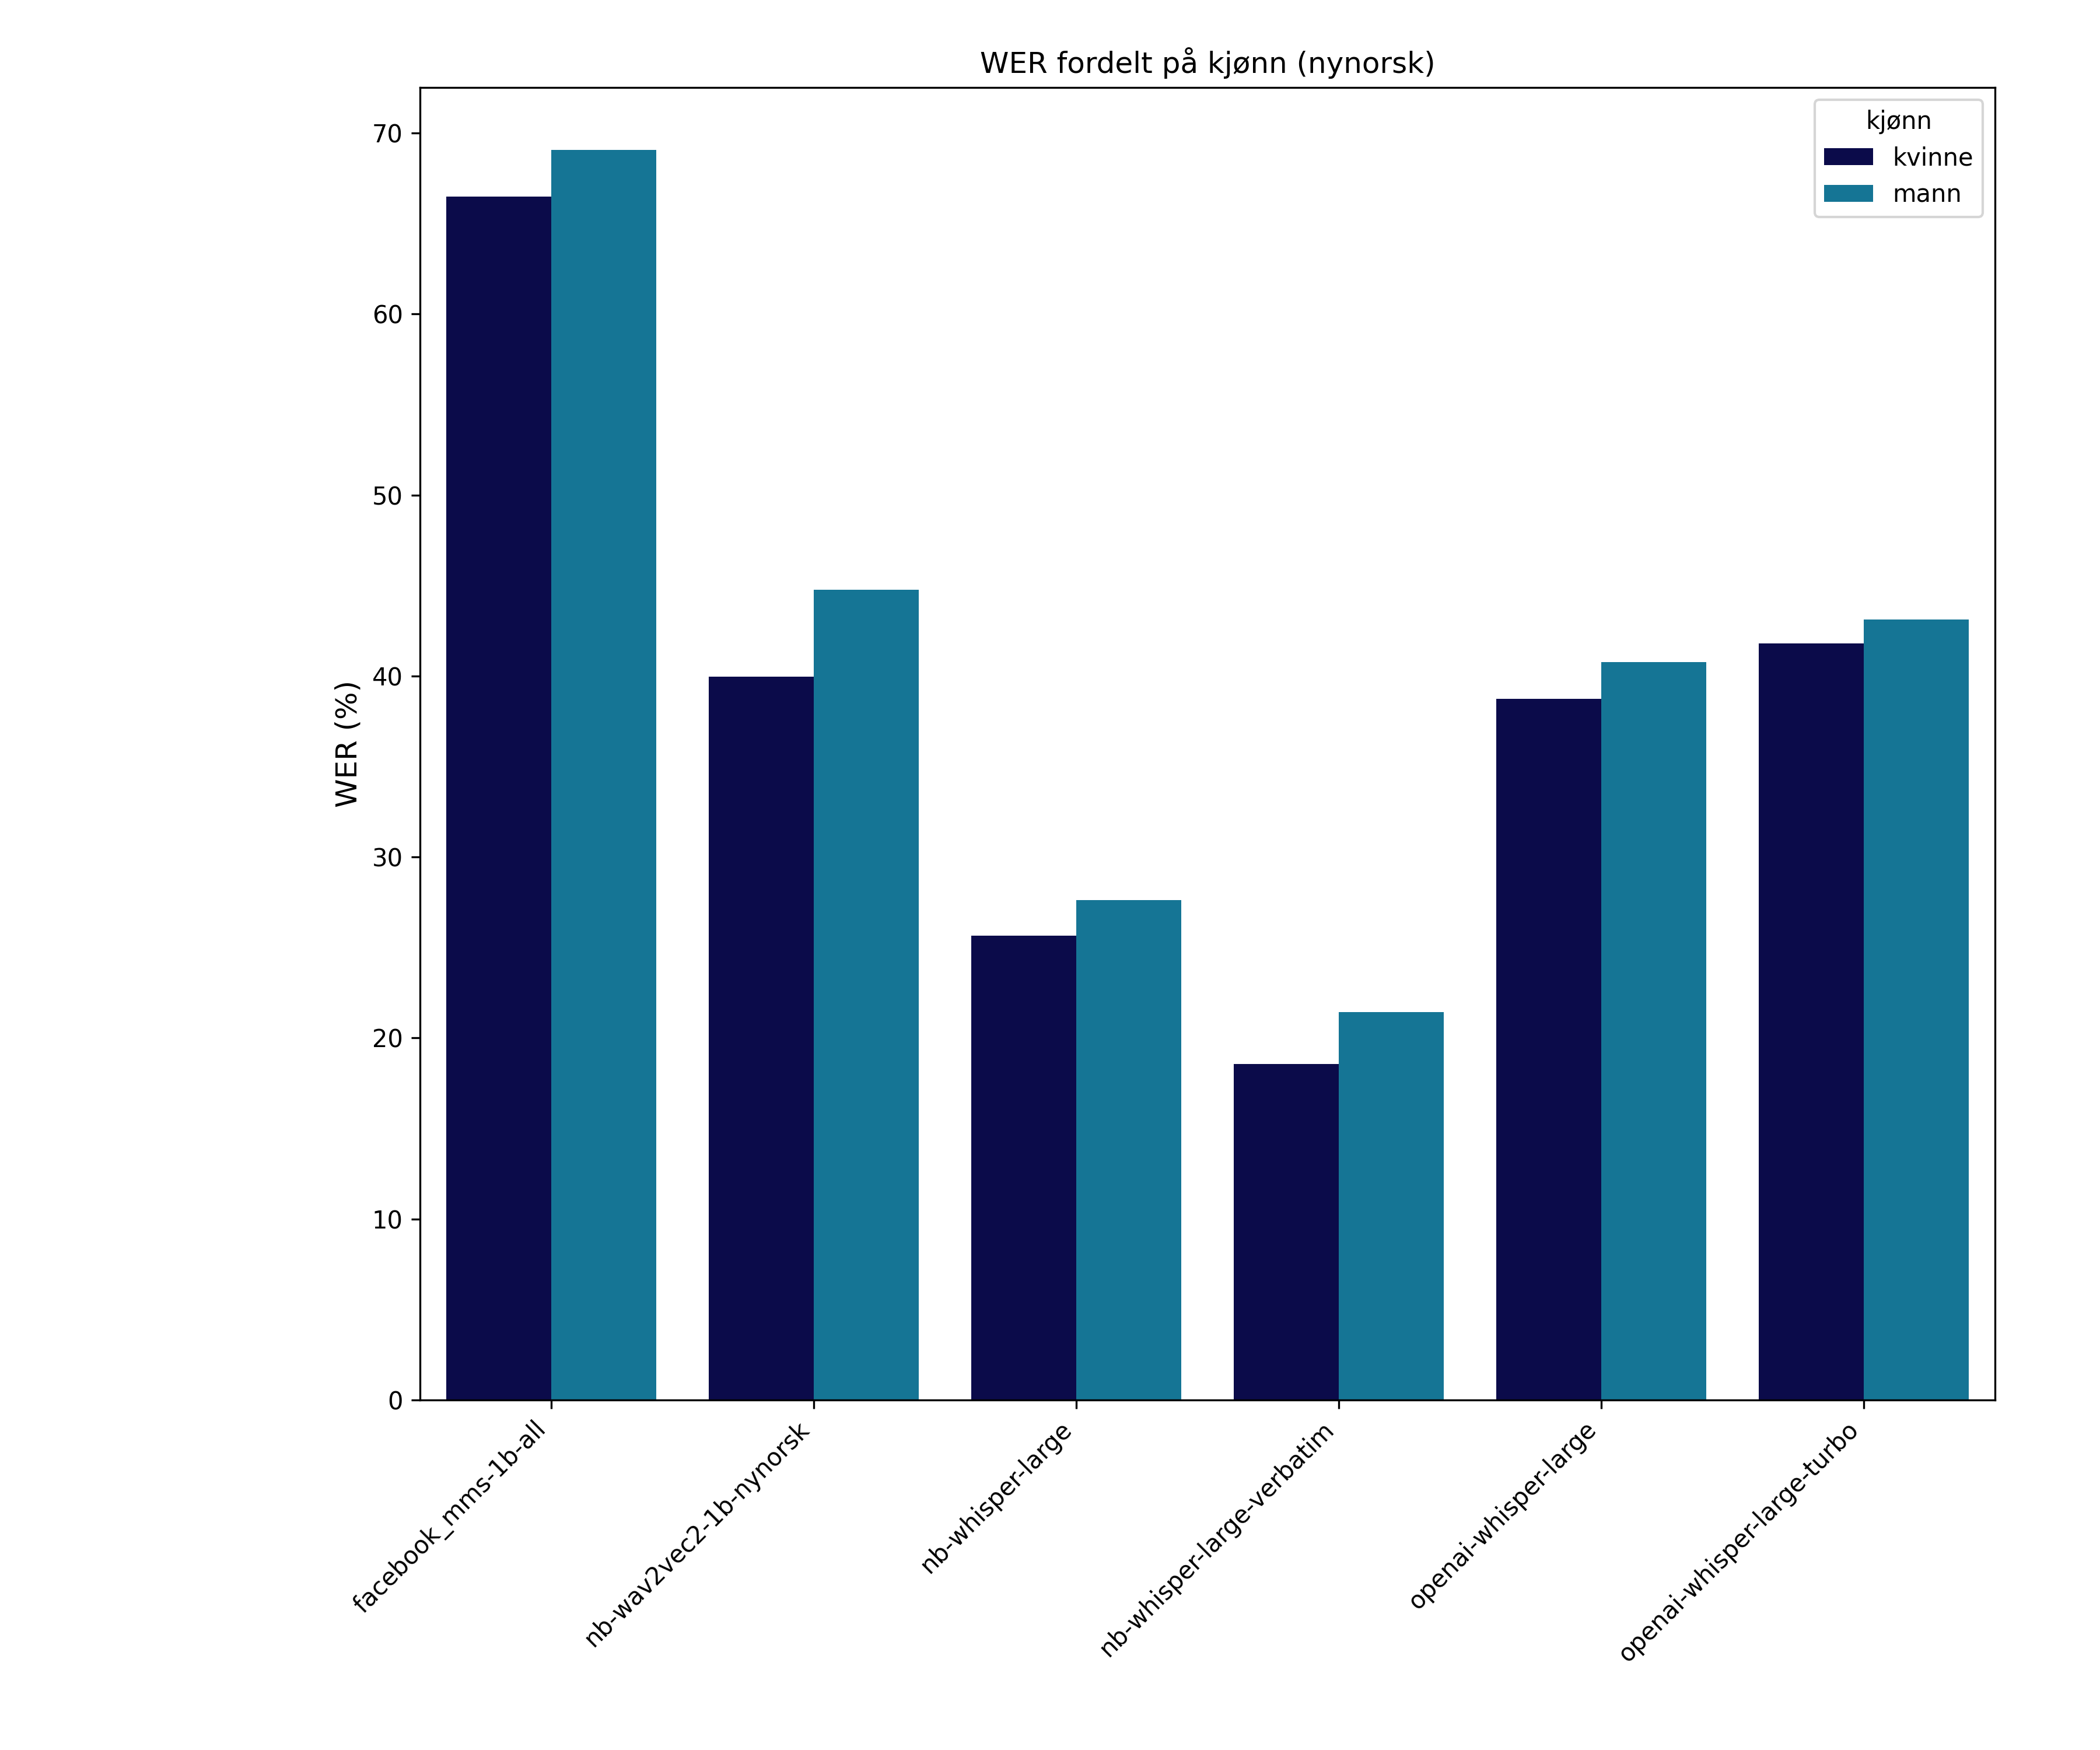 WER fordelt på kjønn (nynorsk)
kjønn
kvinne
mann
WER (%)
70
60
50
40
30
20
10
0
facebook_mms-1b-all
nb-wav2vec2-1b-nynorsk
nb-whisper-large
nb-whisper-large-verbatim
openai-whisper-large
openai-whisper-large-turbo